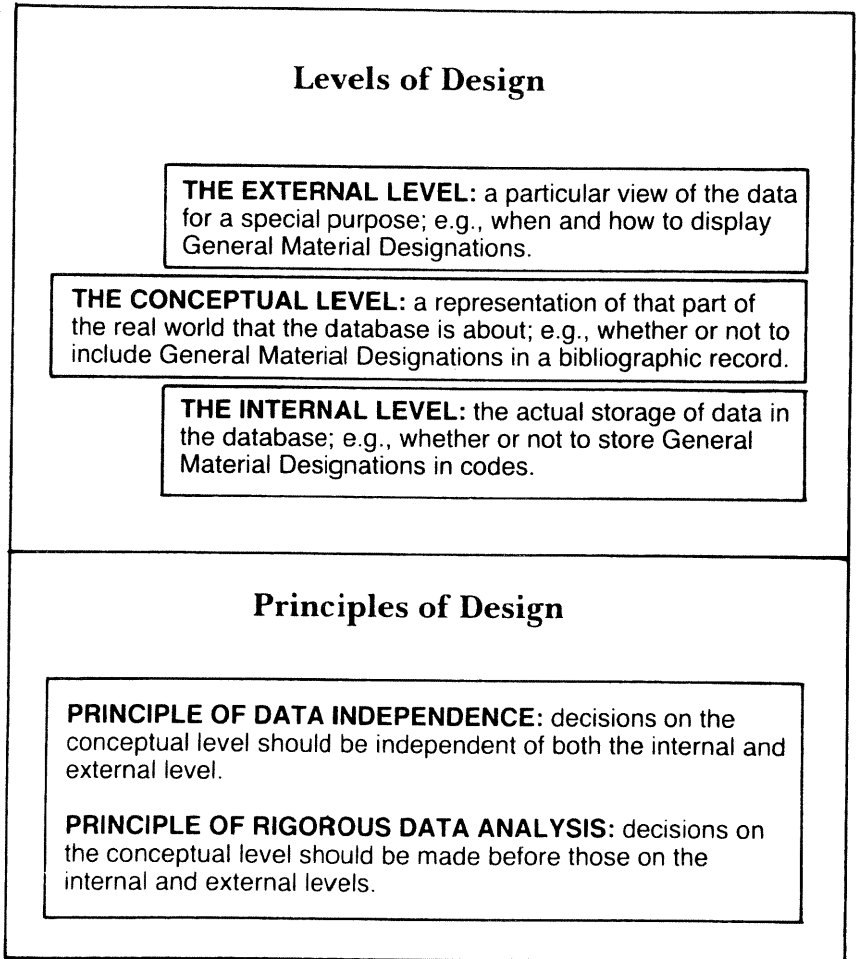 Levels of Design
THE EXTERNAL LEVEL: a particular view of the data
for a special purpose; e.g., when and how to display
General Material Designations.
THE CONCEPTUAL LEVEL: a representation of that part of
the real world that the database is about; e.g., whether or not to
include General Material Designations in a bibliographic record.
THE INTERNAL LEVEL: the actual storage of data in
the database; e.g., whether or not to store General
Material Designations in codes.
Principles of Design
PRINCIPLE OF DATA INDEPENDENCE: decisions on the
conceptual level should be independent of both the internal and
external level.
PRINCIPLE OF RIGOROUS DATA ANALYSIS: decisions on
the conceptual level should be made before those on the
internal and external levels.